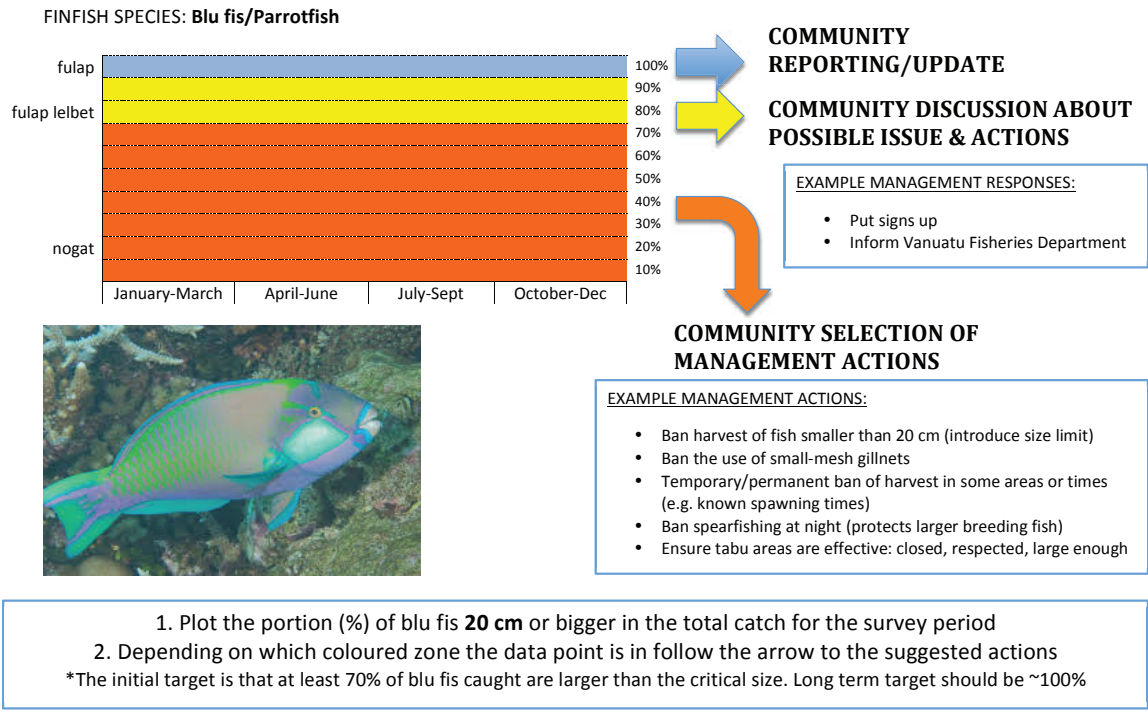 FINFISH SPECIES: Blu fis/Parrotfish
fulap
fulap lelbet
nogat
100%
90%
80%
70%
60%
50%
40%
30%
20%
10%
January-March
April-June
July-Sept
October-Dec
COMMUNITY
REPORTING/UPDATE
COMMUNITY DISCUSSION ABOUT
POSSIBLE ISSUE & ACTIONS
EXAMPLE MANAGEMENT RESPONSES:
• Put signs up
• Inform Vanuatu Fisheries Department
COMMUNITY SELECTION OF
MANAGEMENT ACTIONS
EXAMPLE MANAGEMENT ACTIONS:
• Ban harvest of fish smaller than 20 cm (introduce size limit)
• Ban the use of small-mesh gillnets
• Temporary/permanent ban of harvest in some areas or times
(e.g. known spawning times)
• Ban spearfishing at night (protects larger breeding fish)
• Ensure tabu areas are effective: closed, respected, large enough
1. Plot the portion (%) of blu fis 20 cm or bigger in the total catch for the survey period
2. Depending on which coloured zone the data point is in follow the arrow to the suggested actions
*The initial target is that at least 70% of blu fis caught are larger than the critical size. Long term target should be ~100%